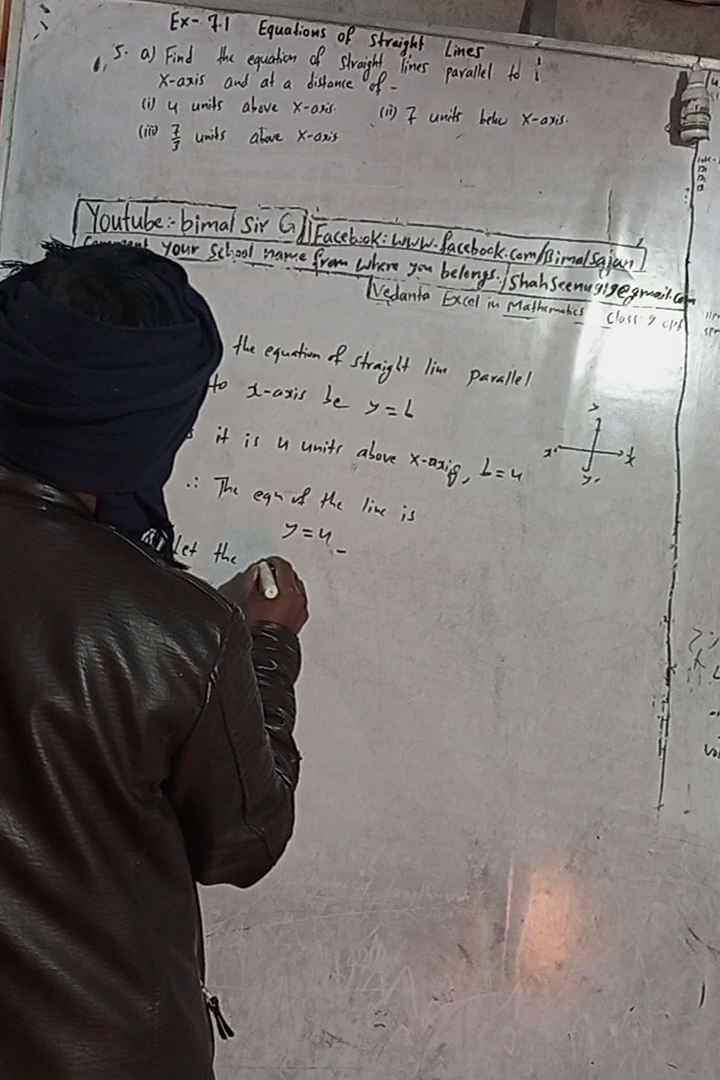 Ex- 7.1 Equations of Straight Lines
5. a) Find the equation of straight lines parallel to
X-axis and at a distance of -
(i) 4 units above X-axis. (ii) 7 units below X-axis.
(iii) 7/3 units above X-axis
Youtube:- bimal Sir G
Facebook: www.facebook.com/Bimalsajan
Comment your School name from where you belongs.
Vedanta Excel in Mathematics Class-9 opt
the equation of straight line parallel
to x-axis be y=b
it is 4 units above x-axis, b=4
∴ The eqn of the line is
y=4
Let the